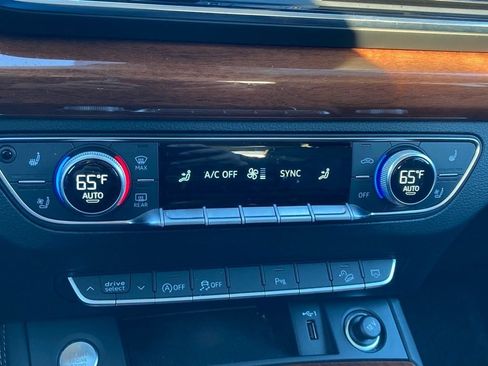 MAX
65°F
AUTO
REAR
A/C OFF
SYNC
65°F
AUTO
OFF
drive
select
OFF
OFF
P